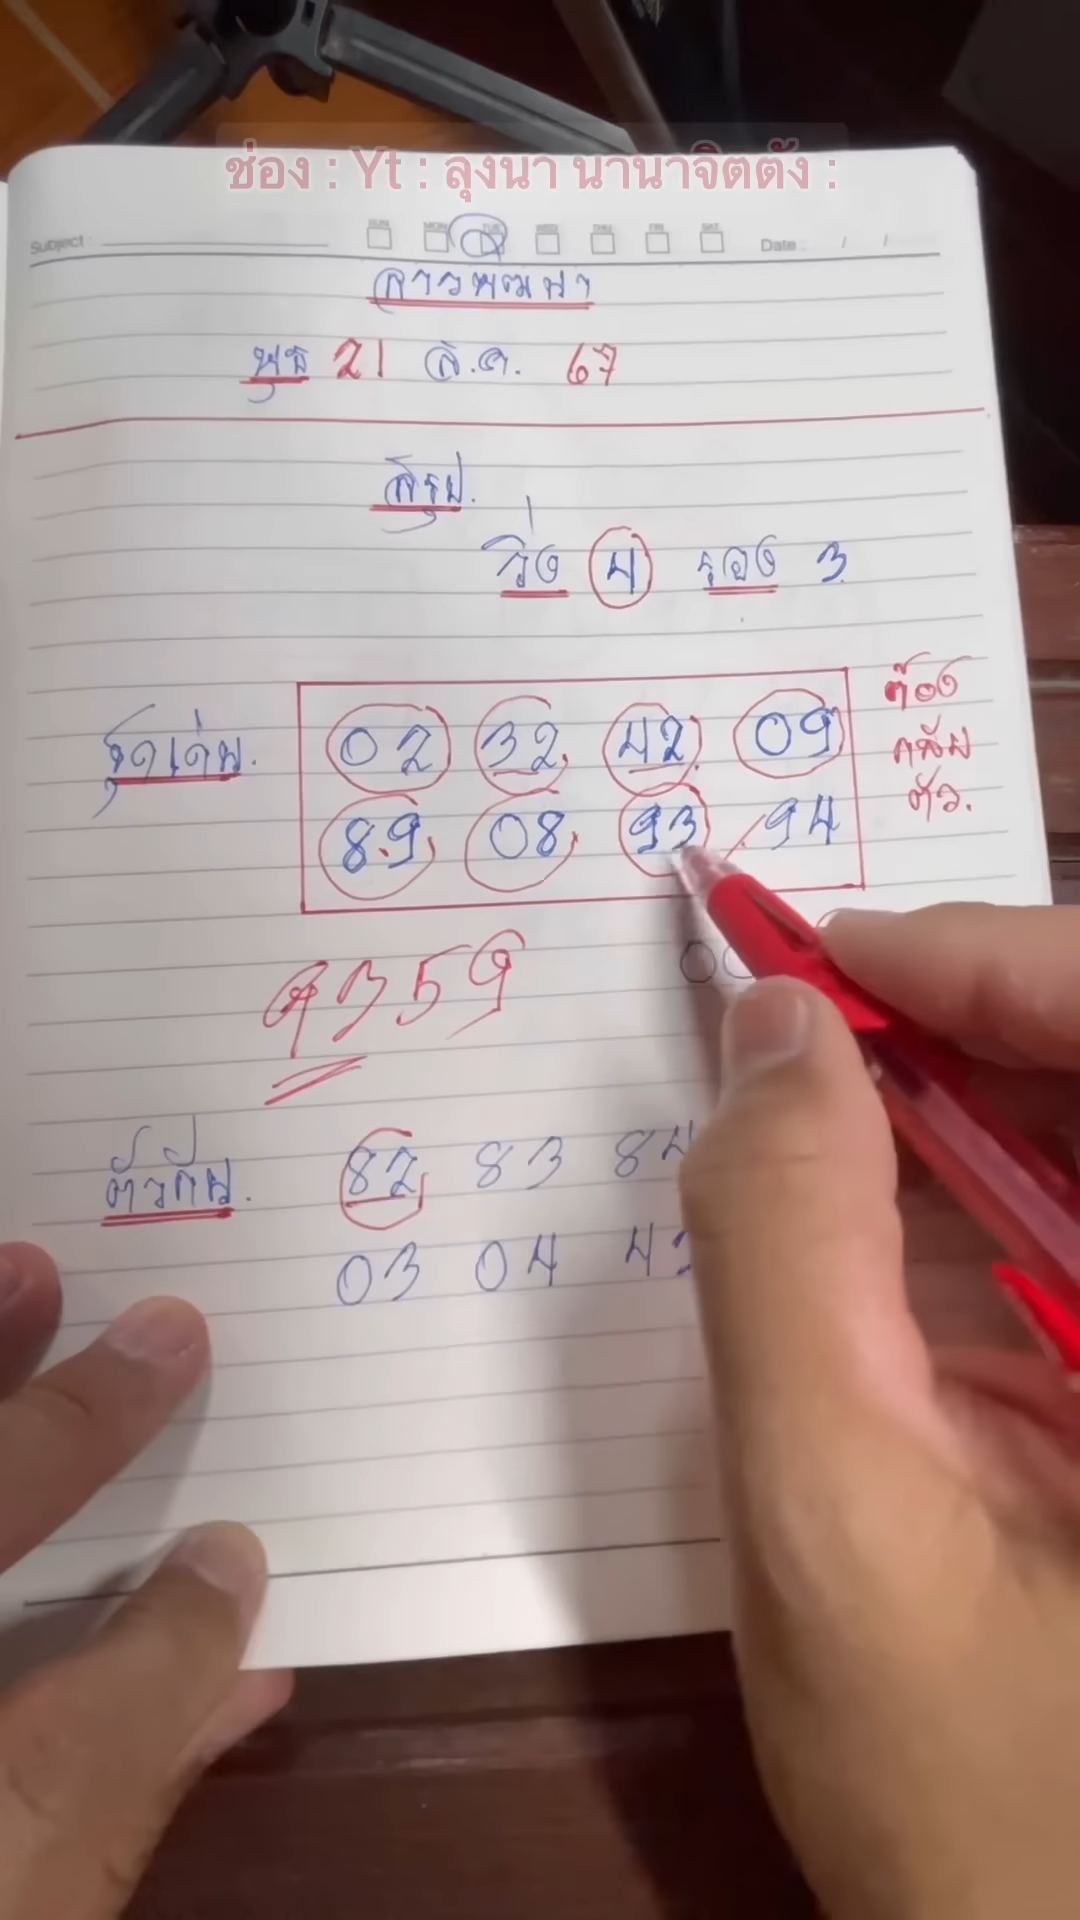 ช่อง : Yt : ลุงนา นานาจิตตัง :
Subject : SUN MON TUE WED THU FRI SAT Date : / /
ลาวพัฒนา
พุธ 21 ส.ค. 67
สรุป.
วิ่ง 4 รอง 3
ชุดเด่น. 02 32. 42. 09 ต้อง
กลับ
89, 08, 93 94 ตัว.
9359
ตัวกัน. 82, 83 84
03 04